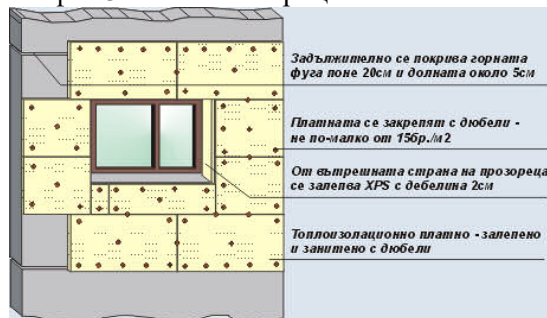 Задължително се покрива горната
фуга поне 20см и долната около 5см
Платната се закрепят с дюбели -
не по-малко от 15бр./м2
От вътрешната страна на прозореца
се залепва XPS с дебелина 2см
Топлоизолационно платно - залепено
и занитено с дюбели